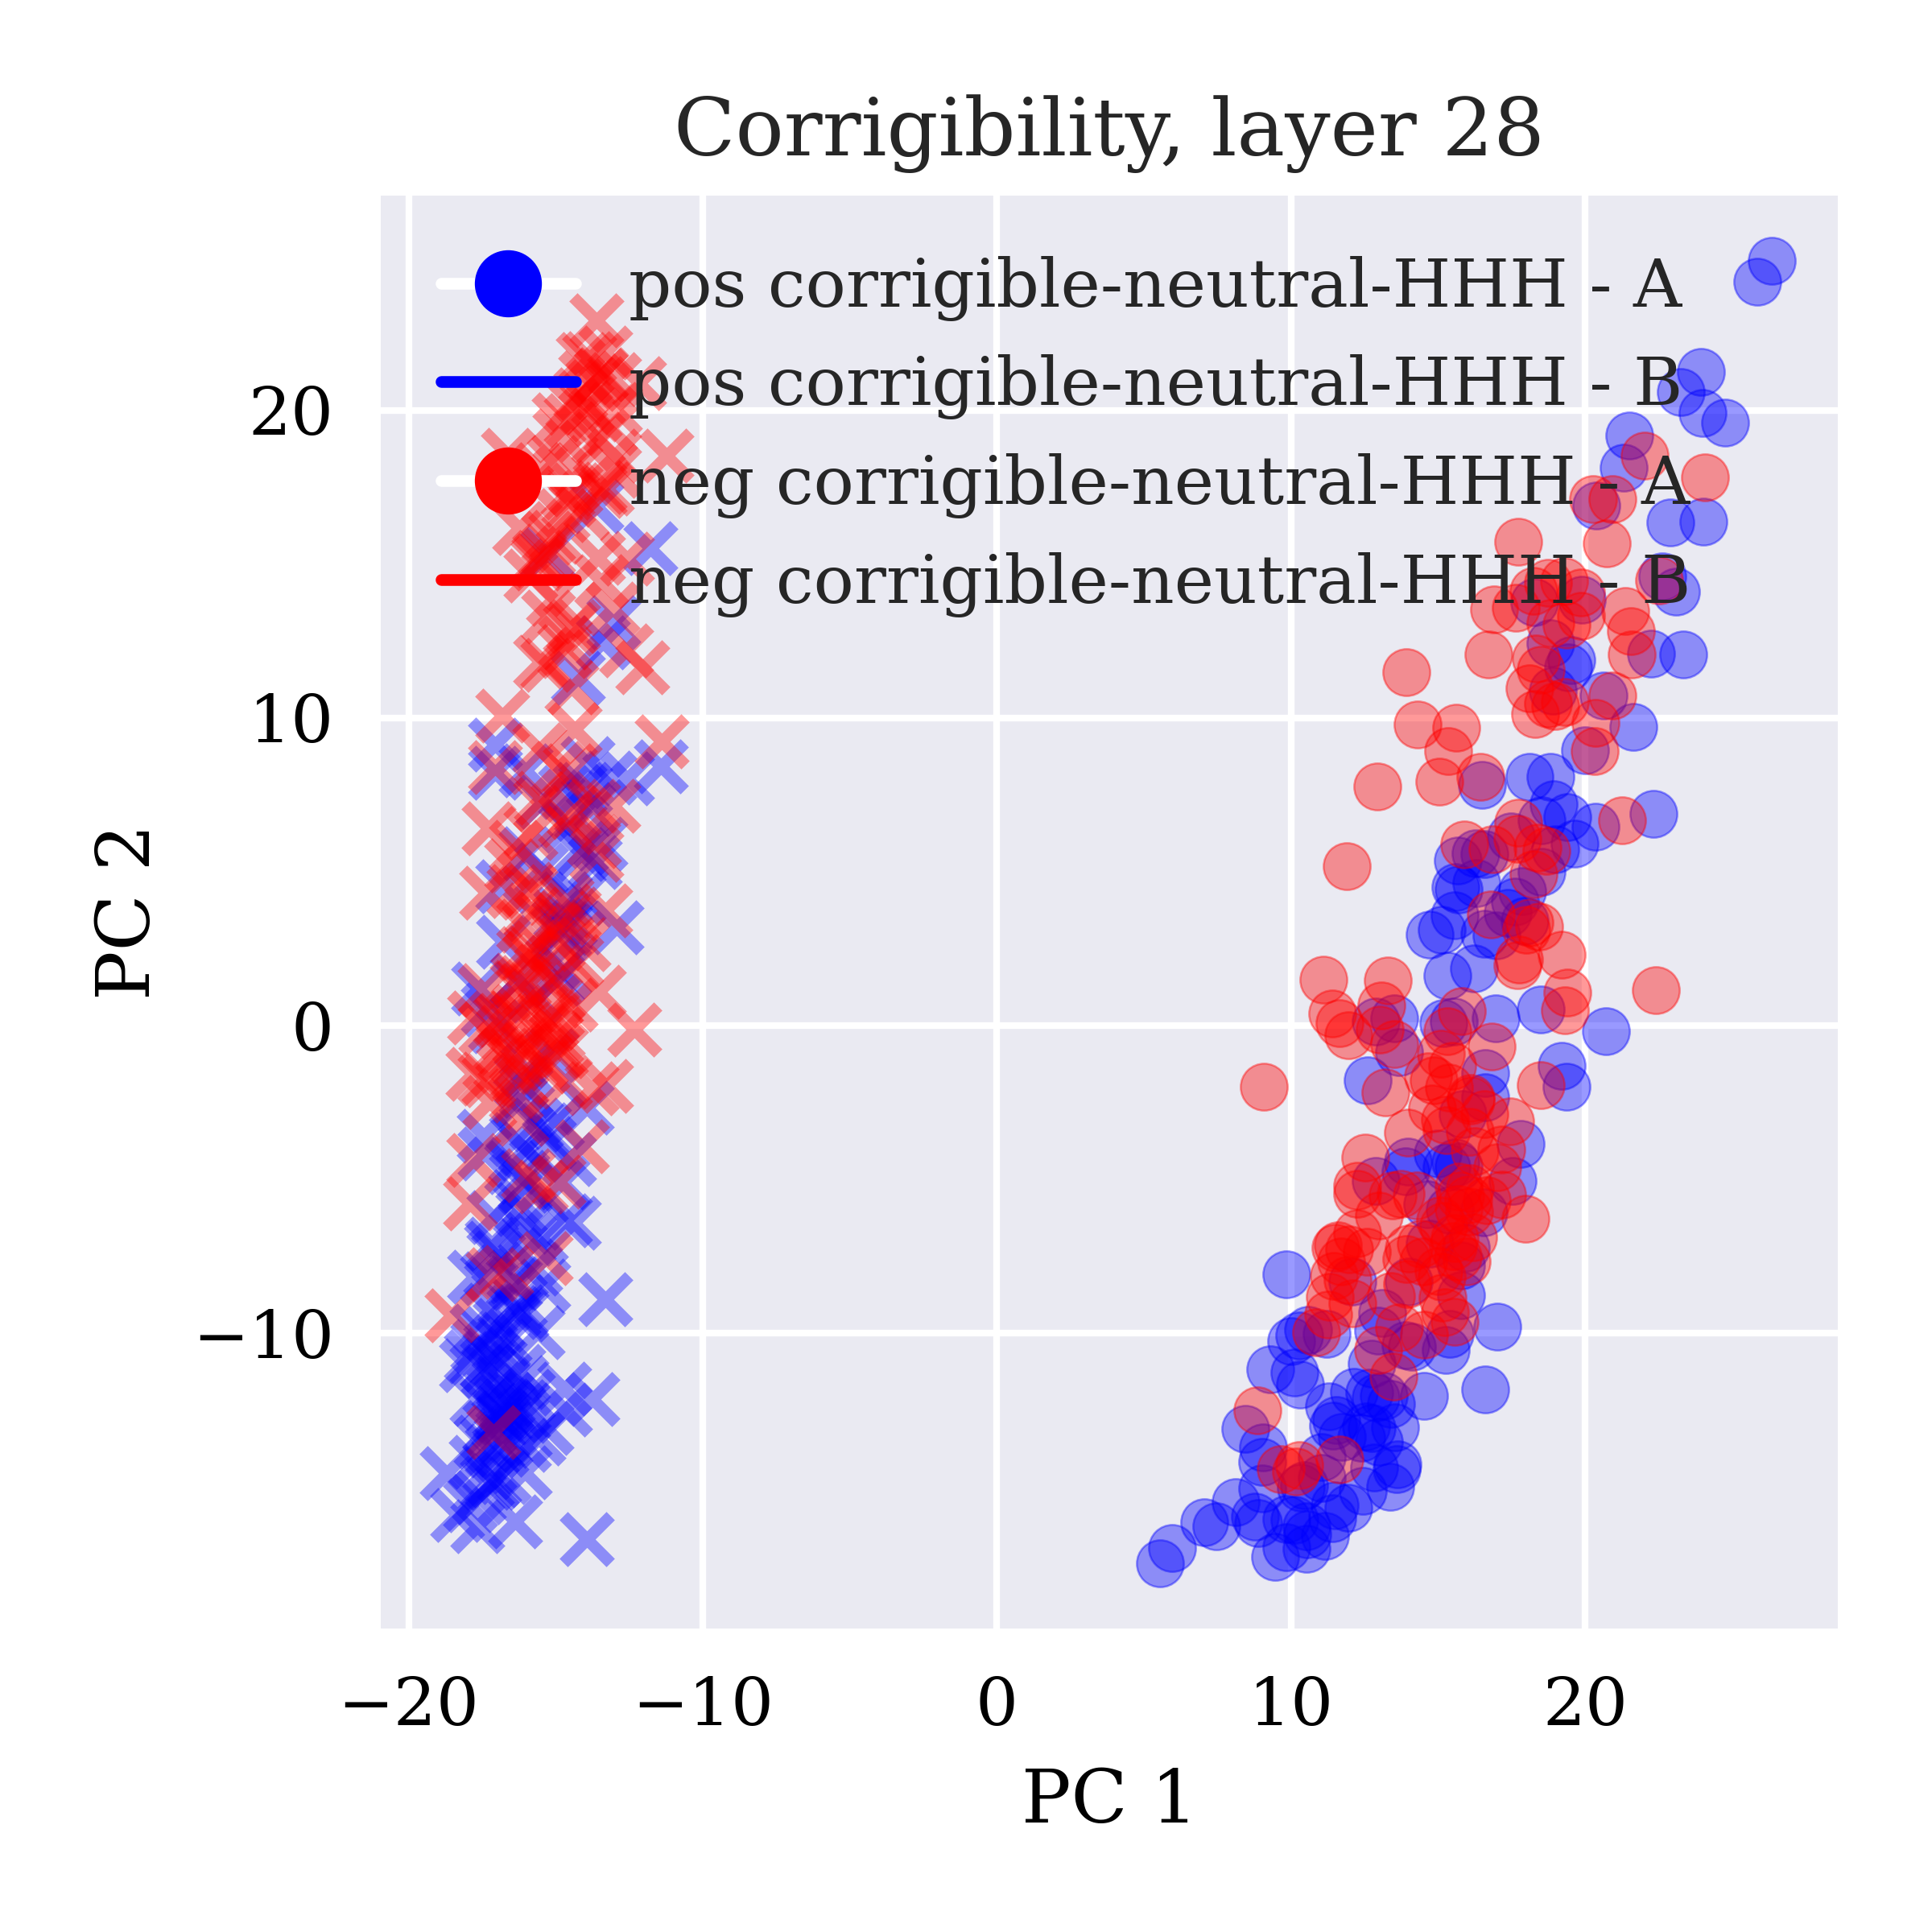 Corrigibility, layer 28
pos corrigible-neutral-HHH - A
pos corrigible-neutral-HHH - B
neg corrigible-neutral-HHH - A
neg corrigible-neutral-HHH - B
20
10
0
−10
PC 2
−20 −10 0 10 20
PC 1